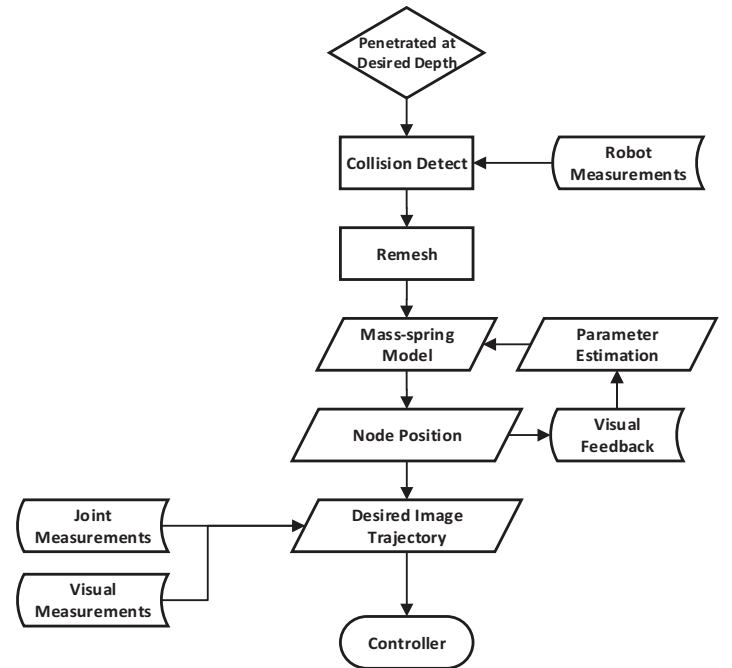 Penetrated at
Desired Depth
Collision Detect
Robot
Measurements
Remesh
Mass-spring
Model
Parameter
Estimation
Node Position
Visual
Feedback
Joint
Measurements
Desired Image
Trajectory
Visual
Measurements
Controller